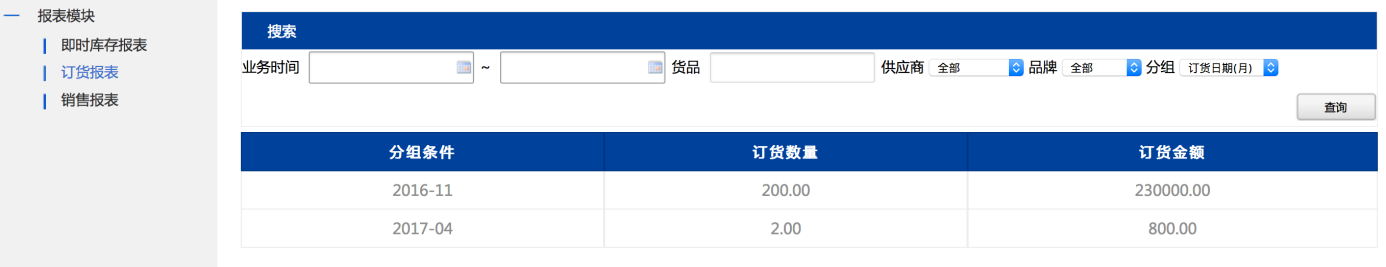 报表模块
即时库存报表
订货报表
销售报表
搜索
业务时间 ~ 货品 供应商 全部 品牌 全部 分组 订货日期(月)
查询
分组条件 订货数量 订货金额
2016-11 200.00 230000.00
2017-04 2.00 800.00